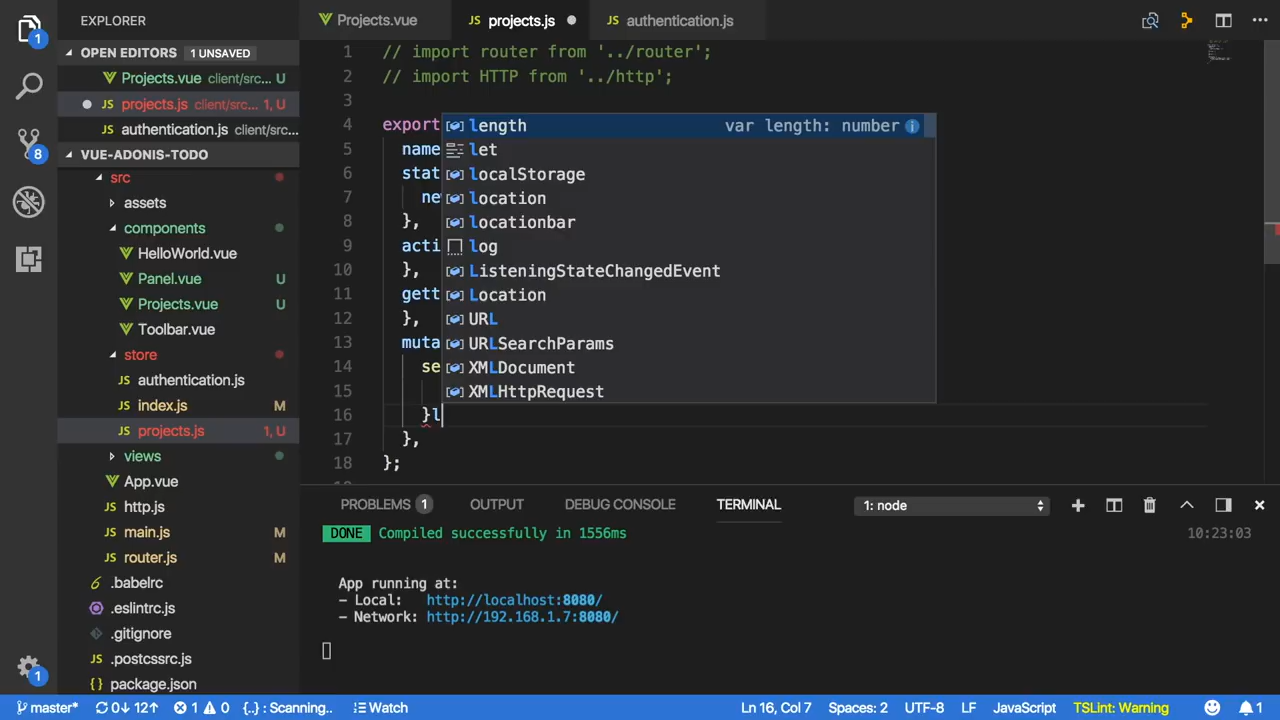 EXPLORER
Projects.vue
projects.js
authentication.js
OPEN EDITORS 1 UNSAVED
Projects.vue client/src... U
projects.js client/src... 1, U
authentication.js client/sr...
VUE-ADONIS-TODO
src
assets
components
HelloWorld.vue
Panel.vue U
Projects.vue U
Toolbar.vue
store
authentication.js
index.js M
projects.js 1, U
views
App.vue
http.js
main.js M
router.js M
.babelrc
.eslintrc.js
.gitignore
.postcssrc.js
package.json
1
8
1
1 // import router from '../router';
2 // import HTTP from '../http';
3
4 export
5 name
6 stat
7 ne
8 },
9 acti
10 },
11 gett
12 },
13 muta
14 se
15
16 }l
17 },
18 };
length var length: number
let
localStorage
location
locationbar
log
ListeningStateChangedEvent
Location
URL
URLSearchParams
XMLDocument
XMLHttpRequest
PROBLEMS 1 OUTPUT DEBUG CONSOLE TERMINAL 1: node
DONE Compiled successfully in 1556ms 10:23:03
App running at:
- Local: http://localhost:8080/
- Network: http://192.168.1.7:8080/
master* 0↓ 12↑ 1 0 {..} : Scanning.. Watch Ln 16, Col 7 Spaces: 2 UTF-8 LF JavaScript TSLint: Warning 1